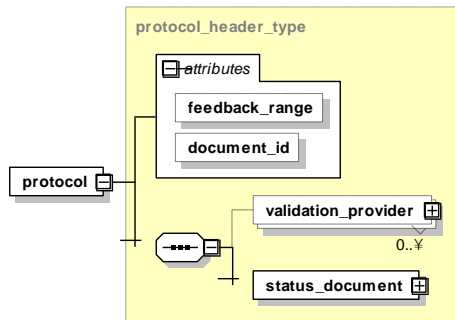 protocol_header_type
attributes
feedback_range
document_id
protocol
validation_provider
0..¥
status_document